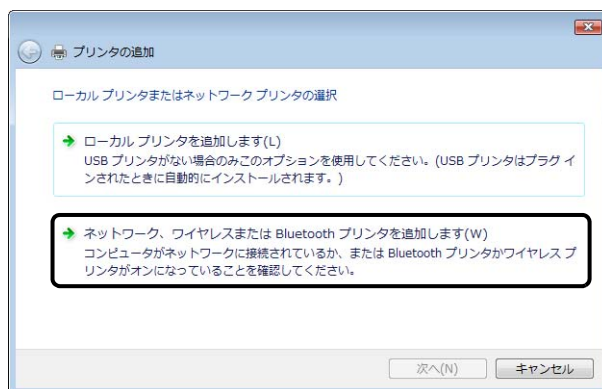 プリンタの追加
ローカル プリンタまたはネットワーク プリンタの選択
ローカル プリンタを追加します(L)
USB プリンタがない場合のみこのオプションを使用してください。(USB プリンタはプラグ イ
ンされたときに自動的にインストールされます。)
ネットワーク、ワイヤレスまたは Bluetooth プリンタを追加します(W)
コンピュータがネットワークに接続されているか、または Bluetooth プリンタかワイヤレス プ
リンタがオンになっていることを確認してください。
次へ(N)
キャンセル